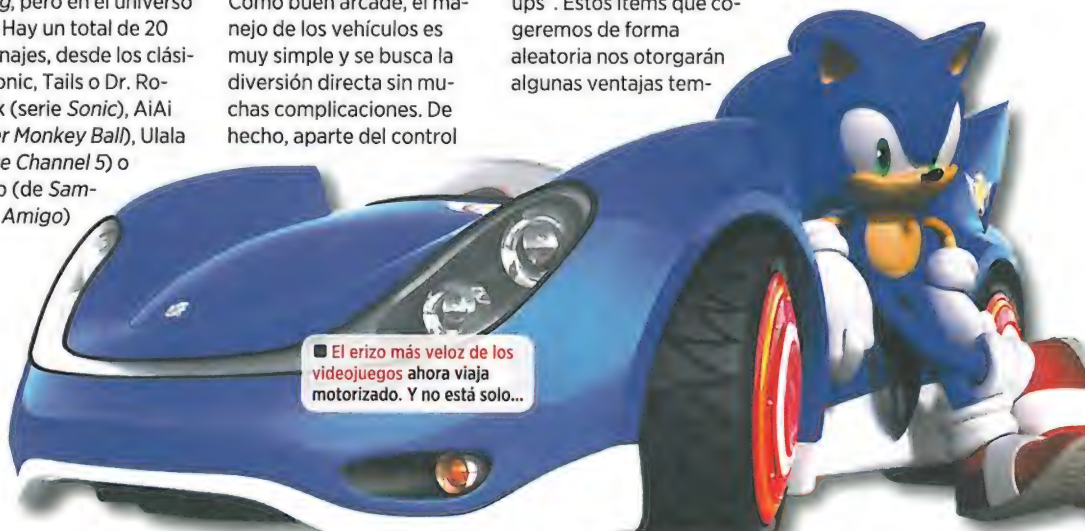 g, pero en el universo
Hay un total de 20
najes, desde los clási-
onic, Tails o Dr. Ro-
k (serie Sonic), AiAi
er Monkey Ball), Ulala
e Channel 5) o
o (de Sam-
Amigo)
Como buen arcade, el ma-
nejo de los vehículos es
muy simple y se busca la
diversión directa sin mu-
chas complicaciones. De
hecho, aparte del control
ups". Estos ítems que co-
geremos de forma
aleatoria nos otorgarán
algunas ventajas tem-
■ El erizo más veloz de los
videojuegos ahora viaja
motorizado. Y no está solo...